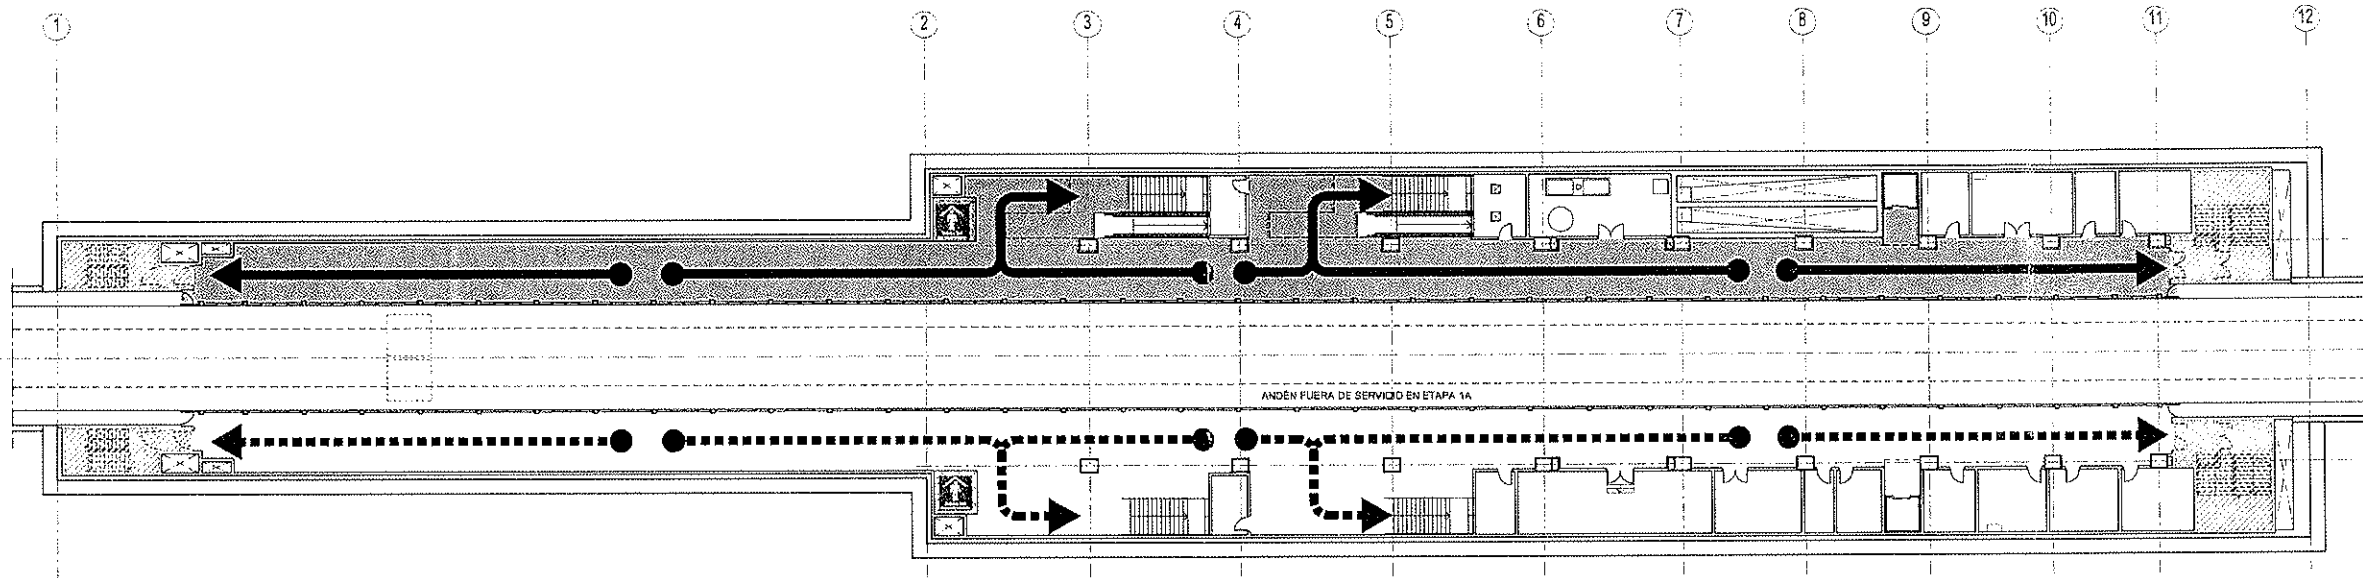 1 2 3 4 5 6 7 8 9 10 11 12
ANDÉN FUERA DE SERVICIO EN ETAPA 1A